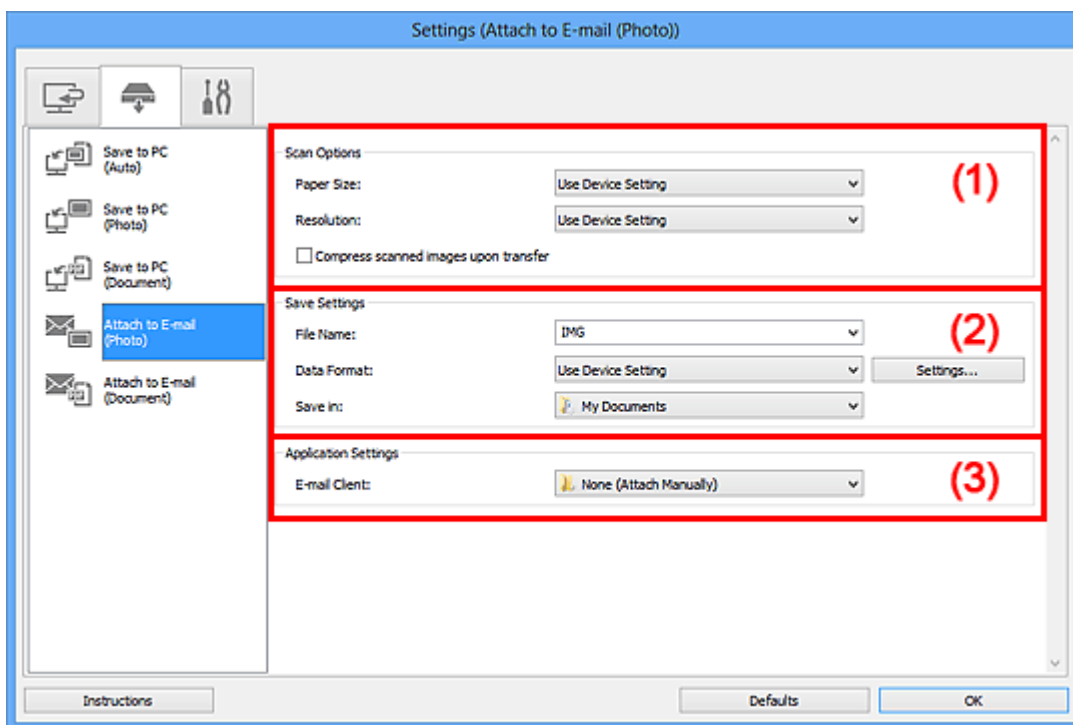 Settings (Attach to E-mail (Photo))
Save to PC
(Auto)
Save to PC
(Photo)
Save to PC
(Document)
Attach to E-mail
(Photo)
Attach to E-mail
(Document)
Scan Options
(1)
Paper Size:
Use Device Setting
Resolution:
Use Device Setting
Compress scanned images upon transfer
Save Settings
(2)
File Name:
IMG
Data Format:
Use Device Setting
Settings...
Save in:
My Documents
Application Settings
(3)
E-mail Client:
None (Attach Manually)
Instructions
Defaults
OK